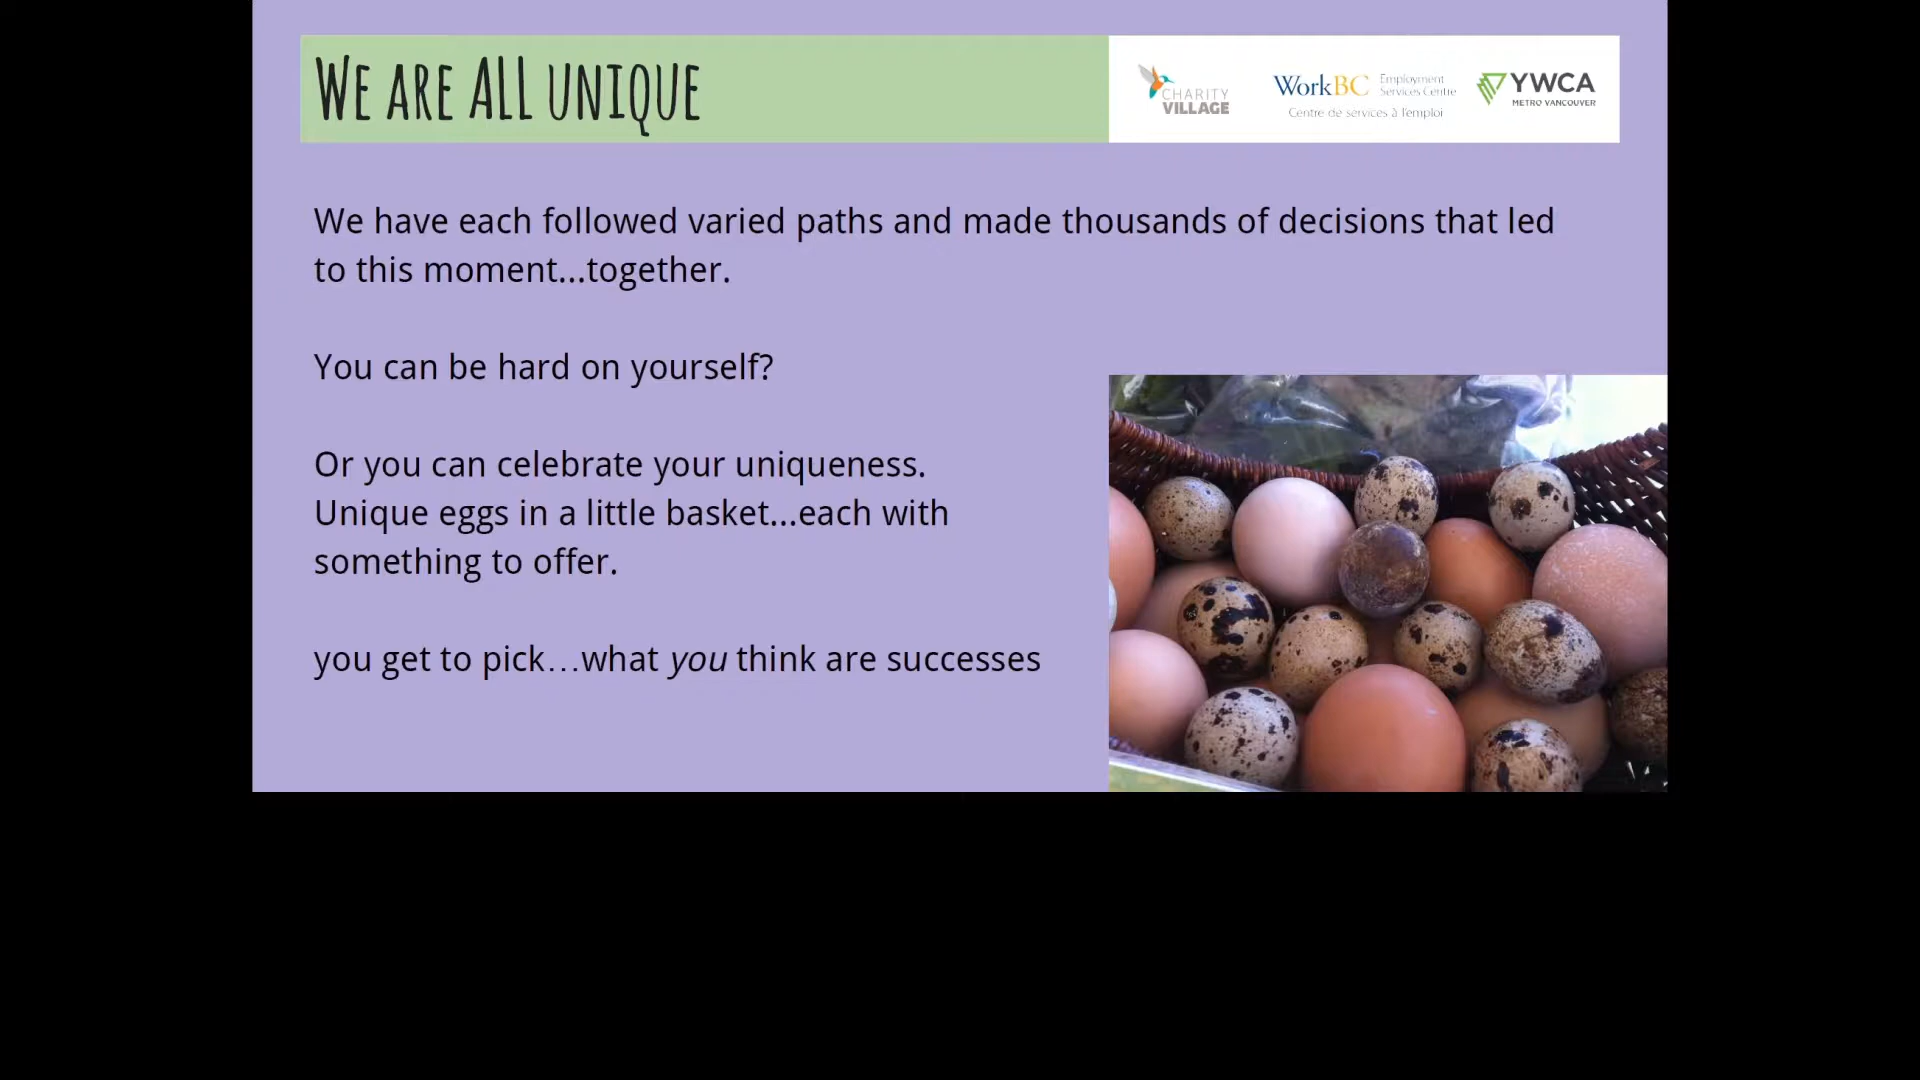 We are ALL unique
CHARITY
VILLAGE
WorkBC Employment
Services Centre
Centre de services à l'emploi
YWCA
METRO VANCOUVER
We have each followed varied paths and made thousands of decisions that led
to this moment...together.
You can be hard on yourself?
Or you can celebrate your uniqueness.
Unique eggs in a little basket...each with
something to offer.
you get to pick...what you think are successes